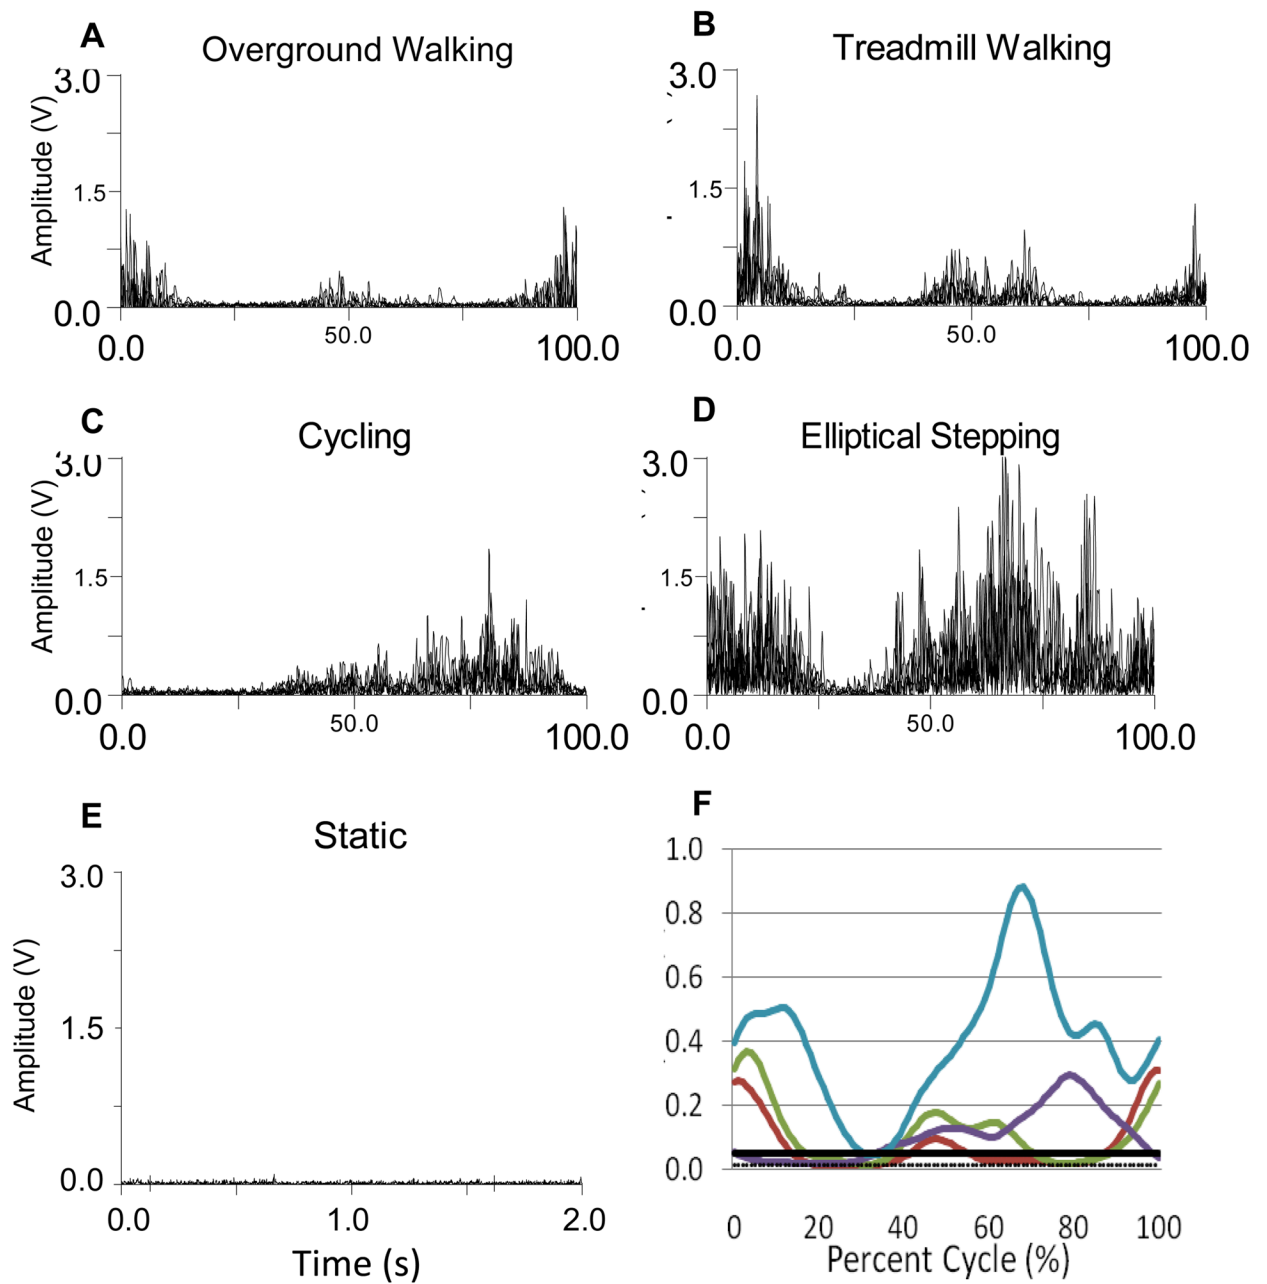 A
Overground Walking
3.0
1.5
0.0
Amplitude (V)
0.0
50.0
100.0
B
Treadmill Walking
3.0
1.5
0.0
0.0
50.0
100.0
C
Cycling
3.0
1.5
0.0
Amplitude (V)
0.0
50.0
100.0
D
Elliptical Stepping
3.0
1.5
0.0
0.0
50.0
100.0
E
Static
3.0
1.5
0.0
Amplitude (V)
0.0
1.0
2.0
Time (s)
F
1.0
0.8
0.6
0.4
0.2
0.0
0
20
40
60
80
100
Percent Cycle (%)